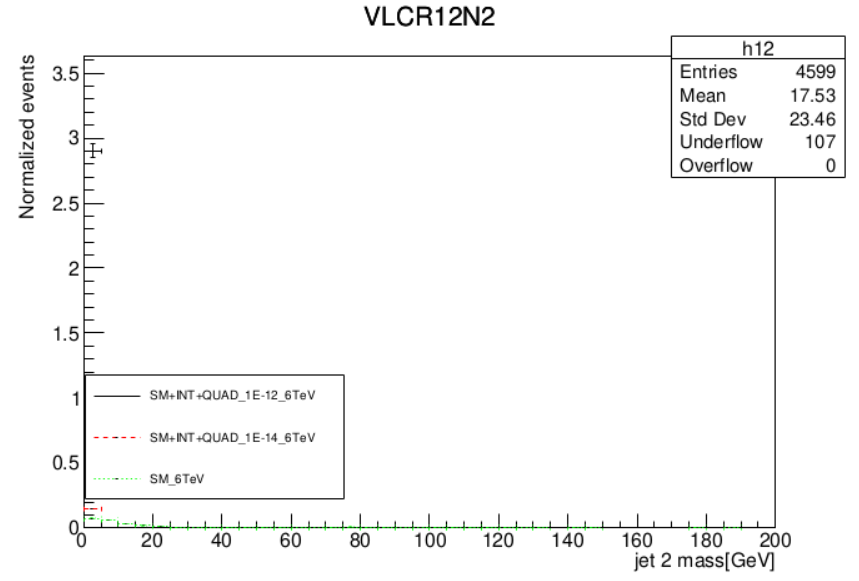 VLCR12N2
h12
Entries 4599
Mean 17.53
Std Dev 23.46
Underflow 107
Overflow 0
Normalized events
3.5
3
2.5
2
1.5
1
0.5
0
SM+INT+QUAD_1E-12_6TeV
SM+INT+QUAD_1E-14_6TeV
SM_6TeV
0 20 40 60 80 100 120 140 160 180 200
jet 2 mass[GeV]